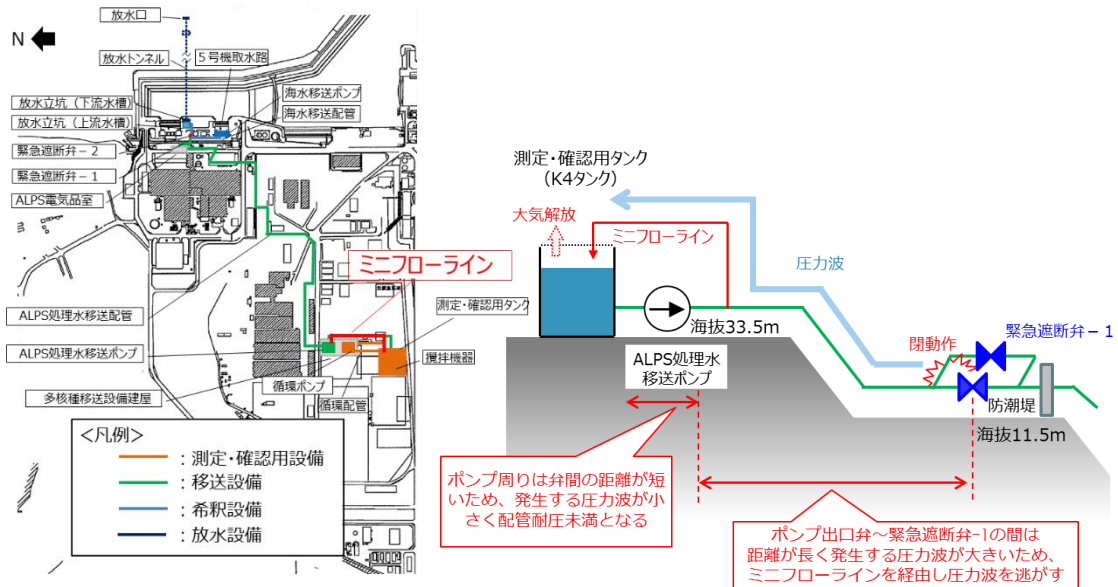 放水口
N
放水トンネル
5号機取水路
海水移送ポンプ
海水移送配管
放水立坑（下流水槽）
放水立坑（上流水槽）
緊急遮断弁－2
緊急遮断弁－1
ALPS電気品室
ミニフローライン
測定・確認用タンク
ALPS処理水移送配管
ALPS処理水移送ポンプ
攪拌機器
循環ポンプ
多核種移送設備建屋
循環配管
＜凡例＞
：測定・確認用設備
：移送設備
：希釈設備
：放水設備
測定・確認用タンク
（K4タンク）
大気解放
ミニフローライン
圧力波
海抜33.5m
緊急遮断弁－1
閉動作
ALPS処理水
移送ポンプ
防潮堤
海抜11.5m
ポンプ周りは弁間の距離が短
いため、発生する圧力波が小
さく配管耐圧未満となる
ポンプ出口弁～緊急遮断弁-1の間は
距離が長く発生する圧力波が大きいため、
ミニフローラインを経由し圧力波を逃がす